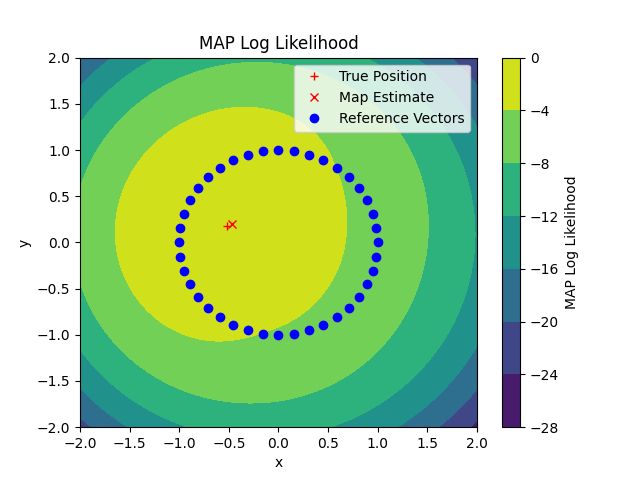 MAP Log Likelihood
True Position
Map Estimate
Reference Vectors
2.0
1.5
1.0
0.5
0.0
−0.5
−1.0
−1.5
−2.0
y
−2.0 −1.5 −1.0 −0.5 0.0 0.5 1.0 1.5 2.0
x
0
−4
−8
−12
−16
−20
−24
−28
MAP Log Likelihood